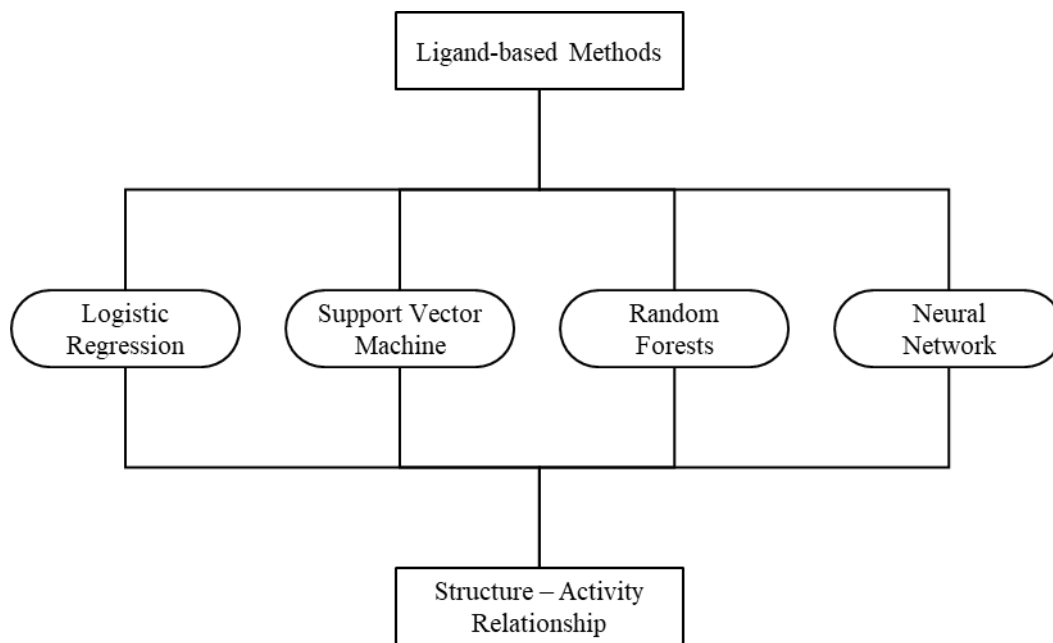 Ligand-based Methods
Logistic
Regression
Support Vector
Machine
Random
Forests
Neural
Network
Structure – Activity
Relationship